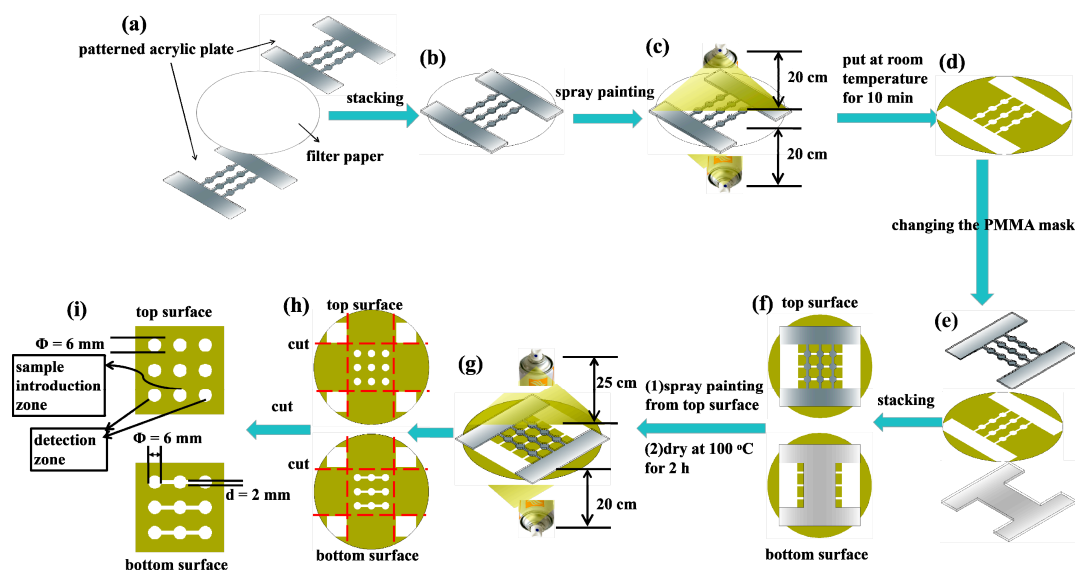 (a)
patterned acrylic plate
filter paper
stacking
(b)
spray painting
(c)
20 cm
20 cm
put at room
temperature
for 10 min
(d)
changing the PMMA mask
(e)
stacking
(f)
top surface
bottom surface
(1)spray painting
from top surface
(2)dry at 100 ºC
for 2 h
(g)
25 cm
20 cm
(h)
top surface
cut
cut
bottom surface
cut
(i)
top surface
Φ = 6 mm
sample
introduction
zone
detection
zone
Φ = 6 mm
d = 2 mm
bottom surface